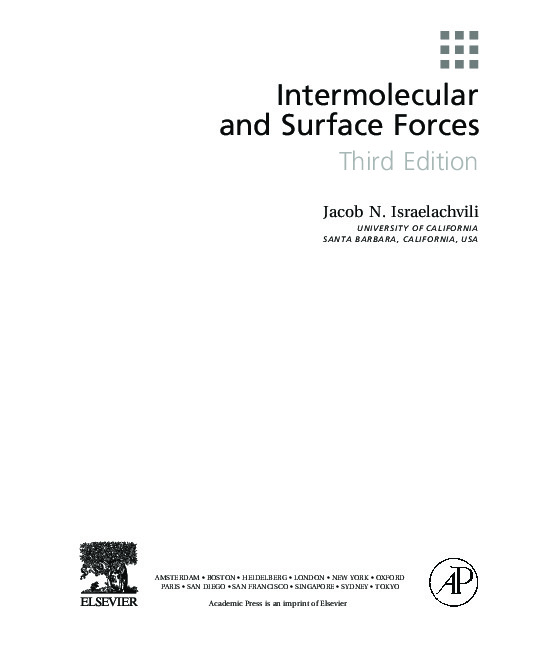 Intermolecular
and Surface Forces
Third Edition
Jacob N. Israelachvili
UNIVERSITY OF CALIFORNIA
SANTA BARBARA, CALIFORNIA, USA
AMSTERDAM • BOSTON • HEIDELBERG • LONDON • NEW YORK • OXFORD
PARIS • SAN DIEGO • SAN FRANCISCO • SINGAPORE • SYDNEY • TOKYO
ELSEVIER
Academic Press is an imprint of Elsevier
AP